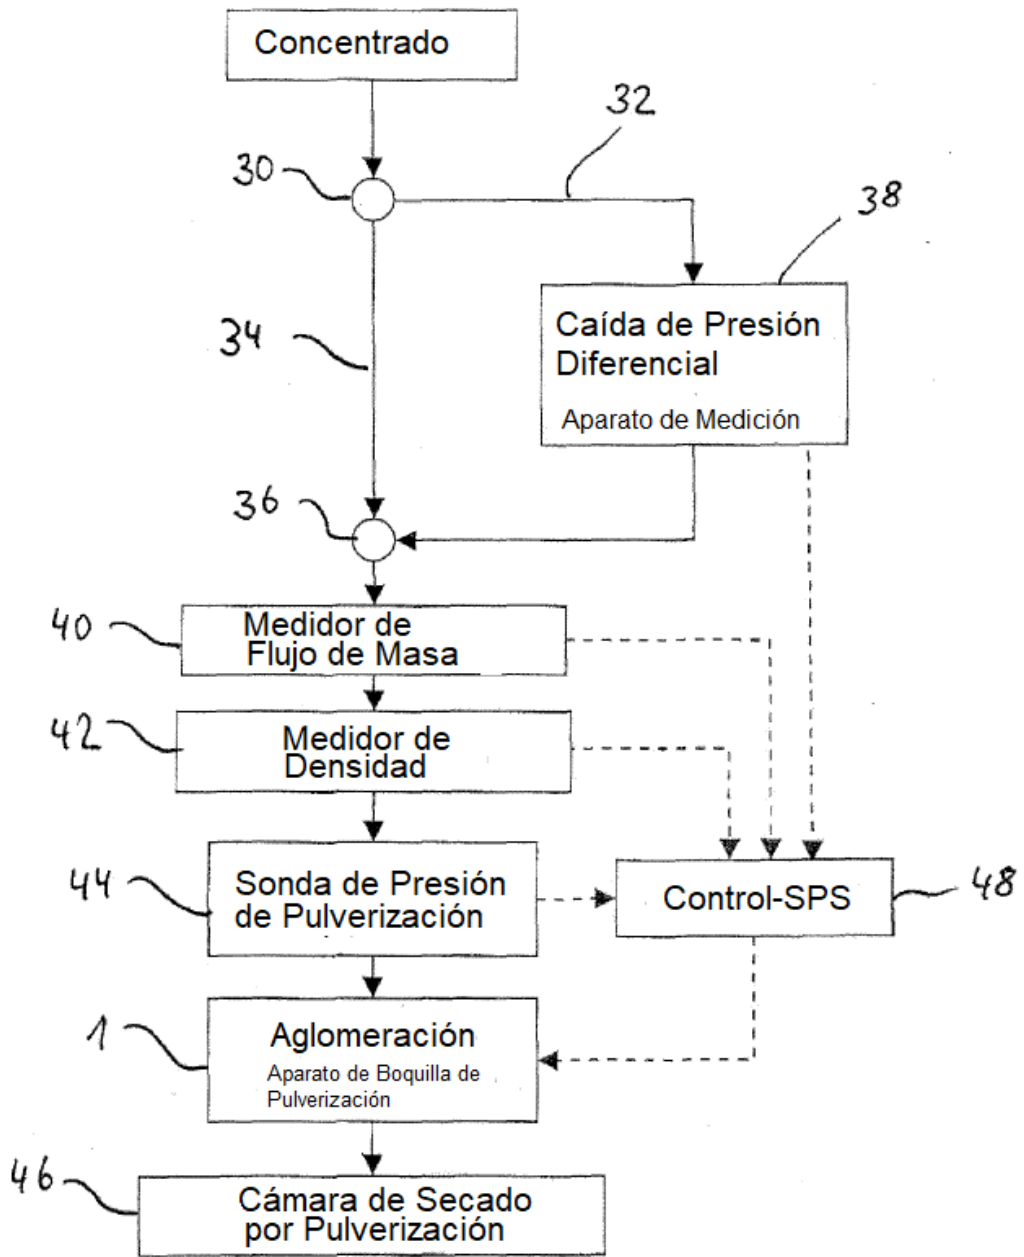 Concentrado
32
30
38
Caída de Presión
Diferencial
Aparato de Medición
34
36
40
Medidor de
Flujo de Masa
42
Medidor de
Densidad
44
Sonda de Presión
de Pulverización
Control-SPS
48
1
Aglomeración
Aparato de Boquilla de
Pulverización
46
Cámara de Secado
por Pulverización